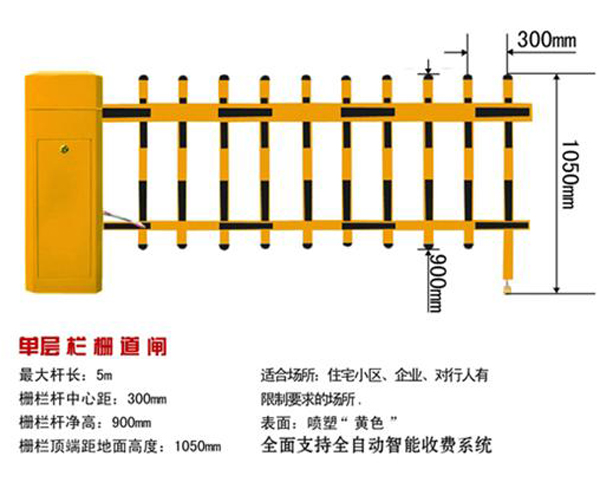 300mm
1050mm
900mm
单层栏栅道闸
最大杆长：5m
栅栏杆中心距：300mm
栅栏杆净高：900mm
栅栏顶端距地面高度：1050mm
适合场所：住宅小区、企业、对行人有
限制要求的场所．
表面：喷塑“黄色”
全面支持全自动智能收费系统